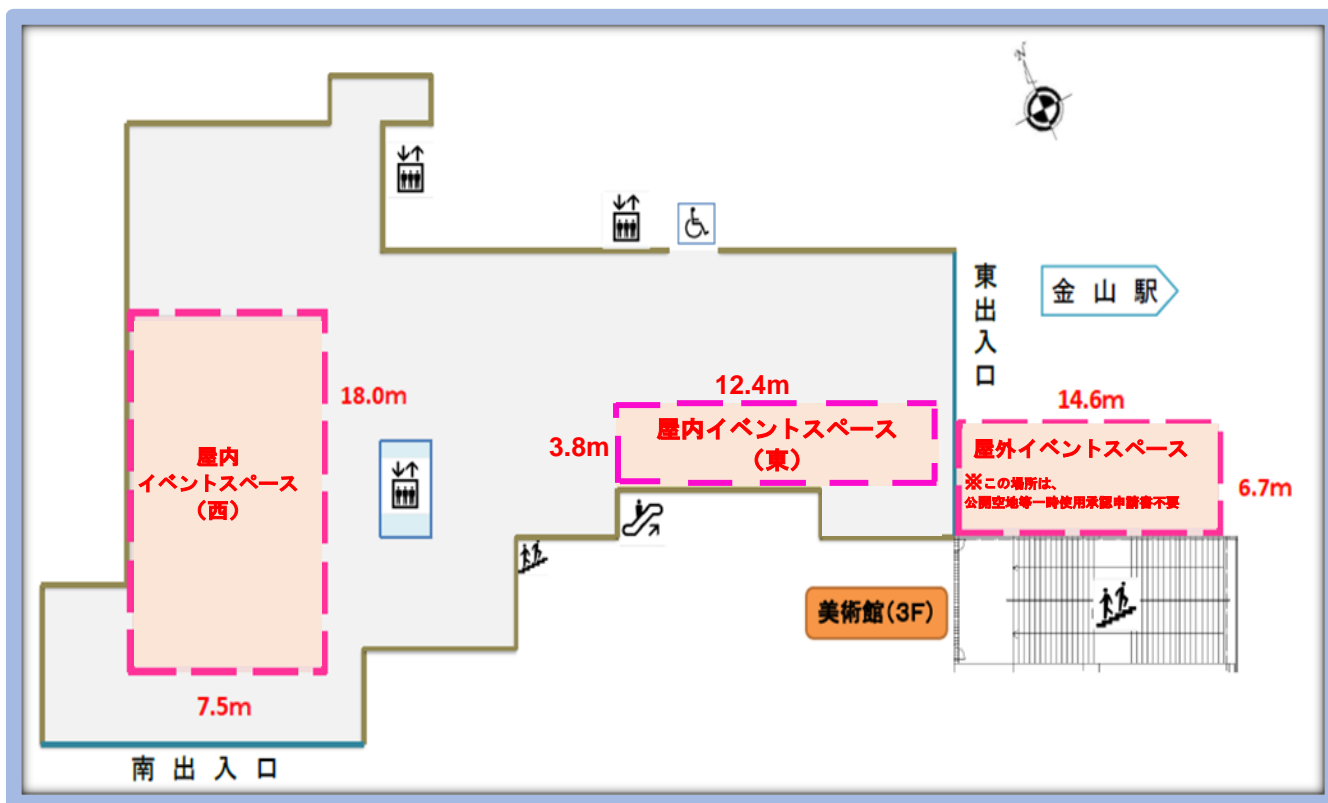 N
東出入口
金山駅
18.0m
12.4m
14.6m
3.8m
屋内イベントスペース
(東)
屋外イベントスペース
※この場所は、
公開空地等一時使用承認申請書不要
6.7m
屋内
イベントスペース
(西)
美術館(3F)
7.5m
南出入口